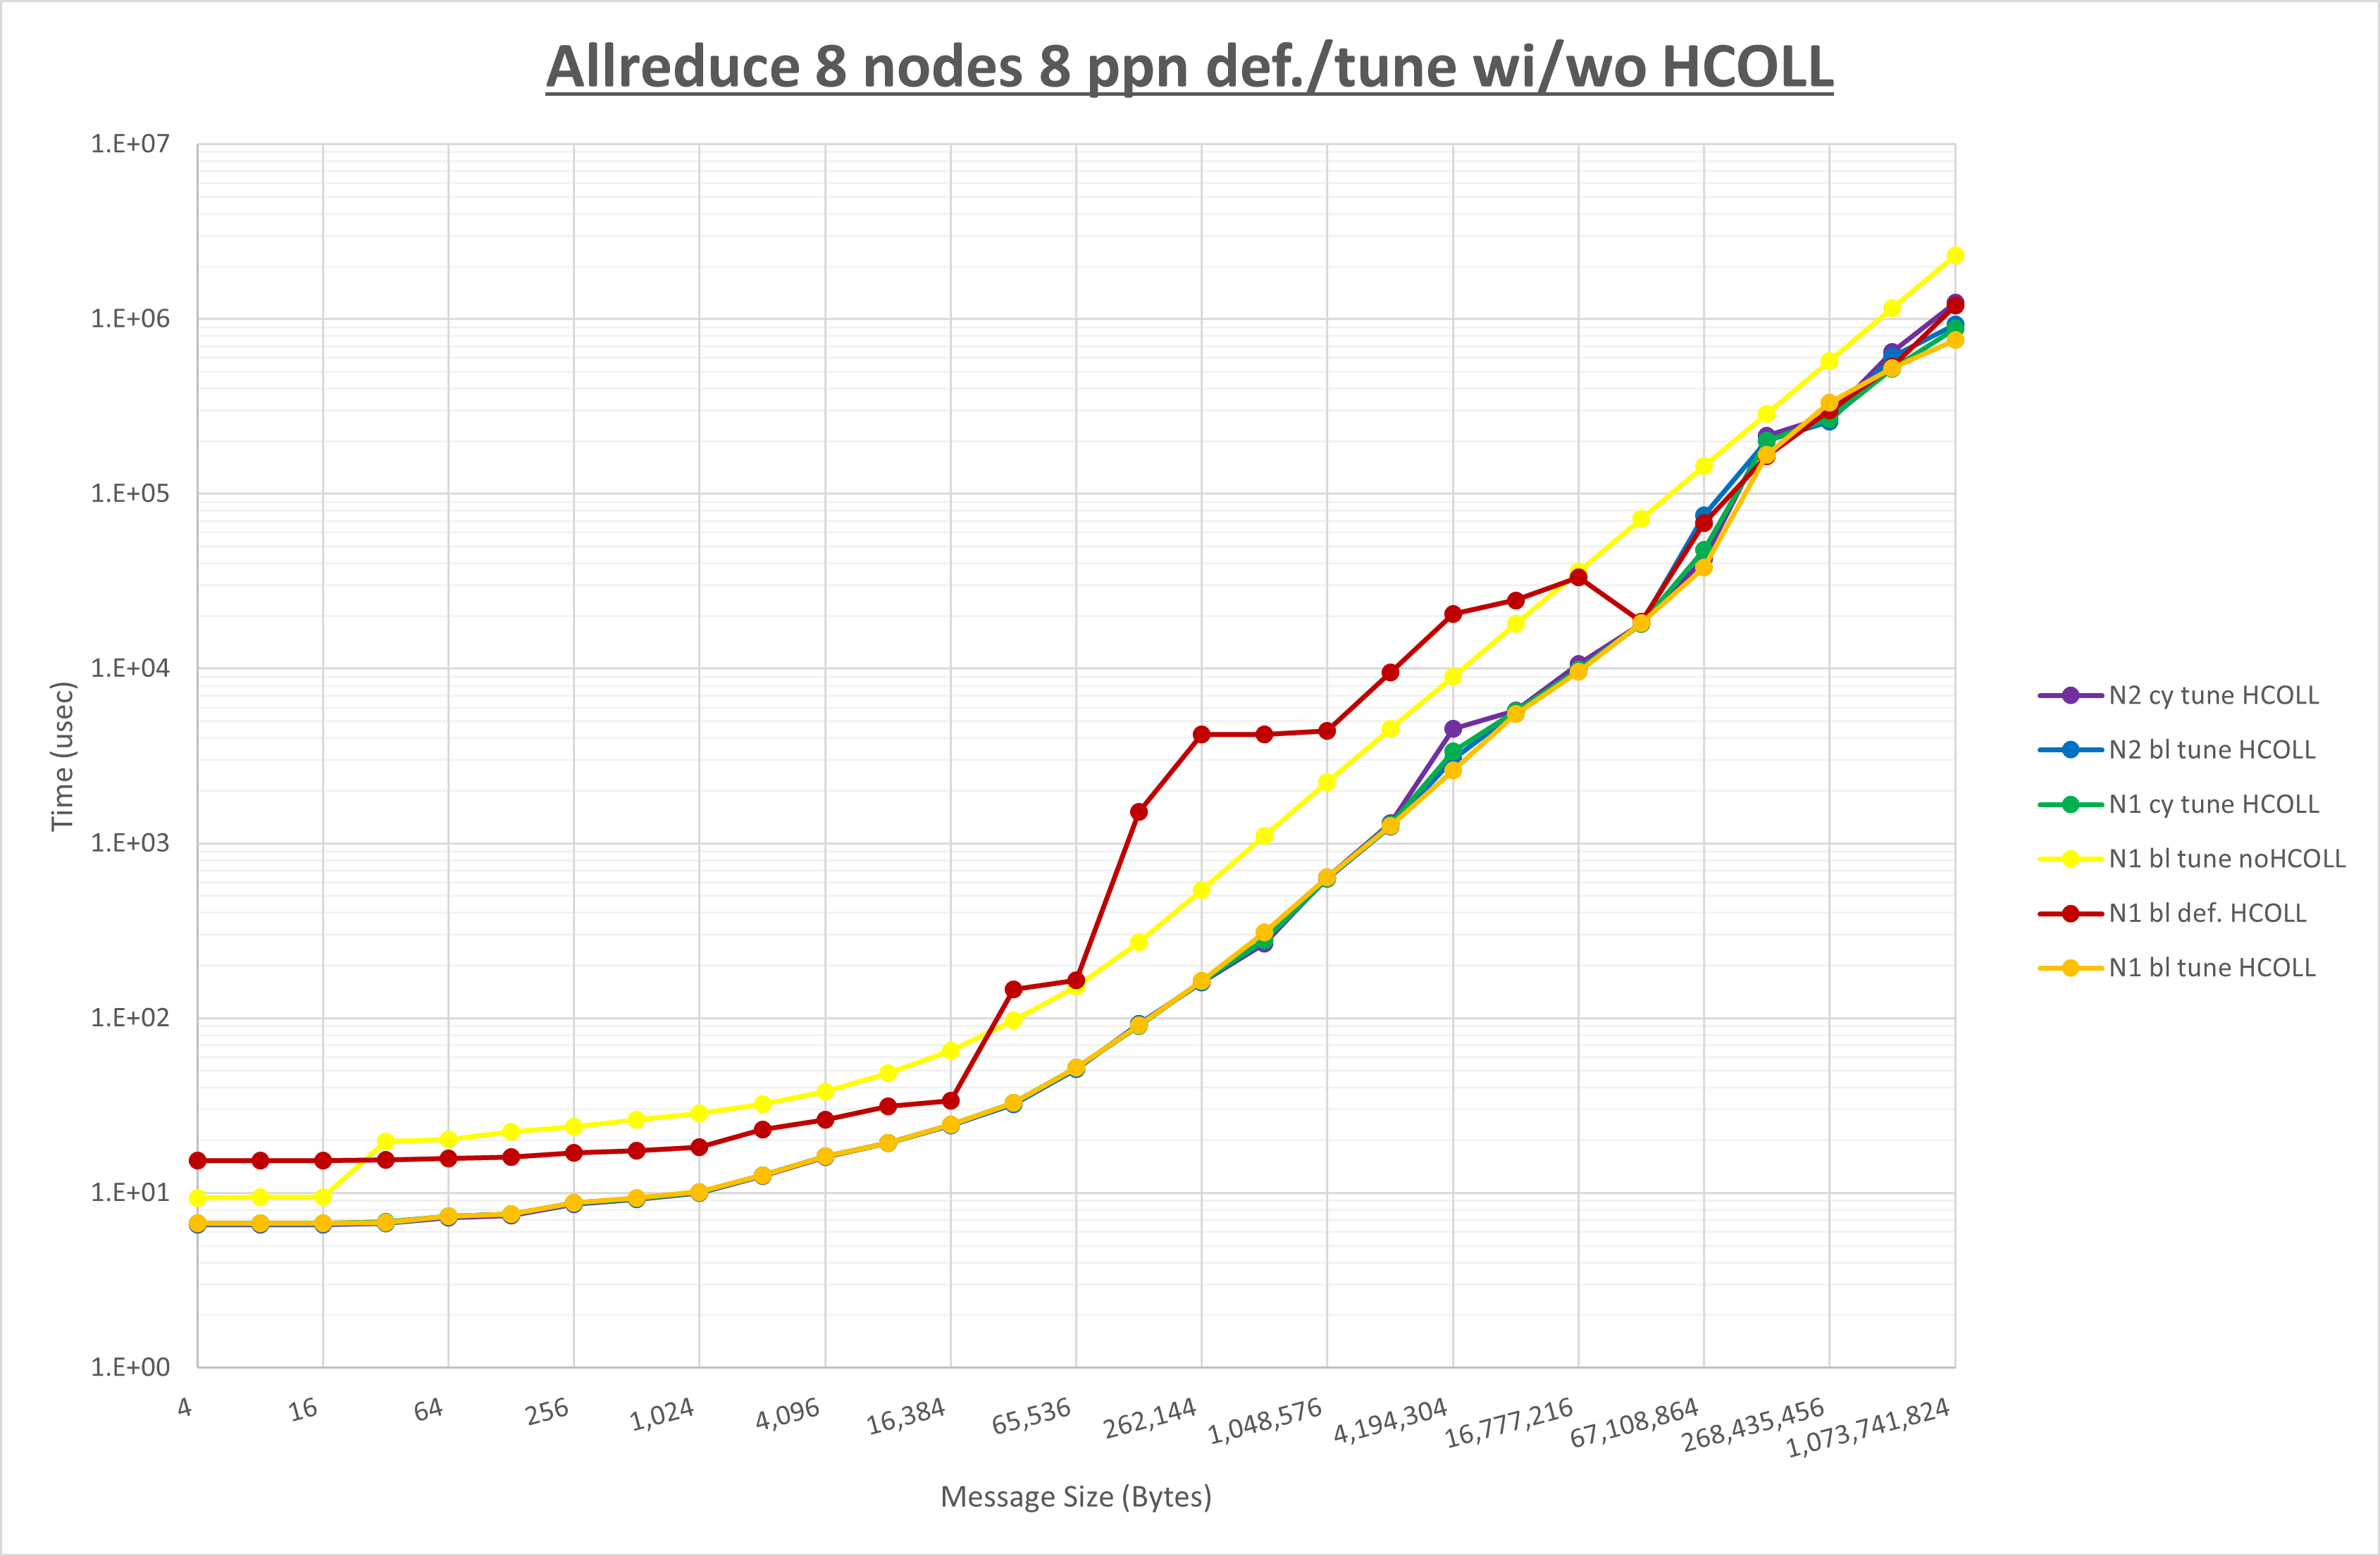 Allreduce 8 nodes 8 ppn def./tune wi/wo HCOLL
1.E+07
1.E+06
1.E+05
1.E+04
1.E+03
1.E+02
1.E+01
1.E+00
Time (usec)
4
16
64
256
1,024
4,096
16,384
65,536
262,144
1,048,576
4,194,304
16,777,216
67,108,864
268,435,456
1,073,741,824
Message Size (Bytes)
N2 cy tune HCOLL
N2 bl tune HCOLL
N1 cy tune HCOLL
N1 bl tune noHCOLL
N1 bl def. HCOLL
N1 bl tune HCOLL